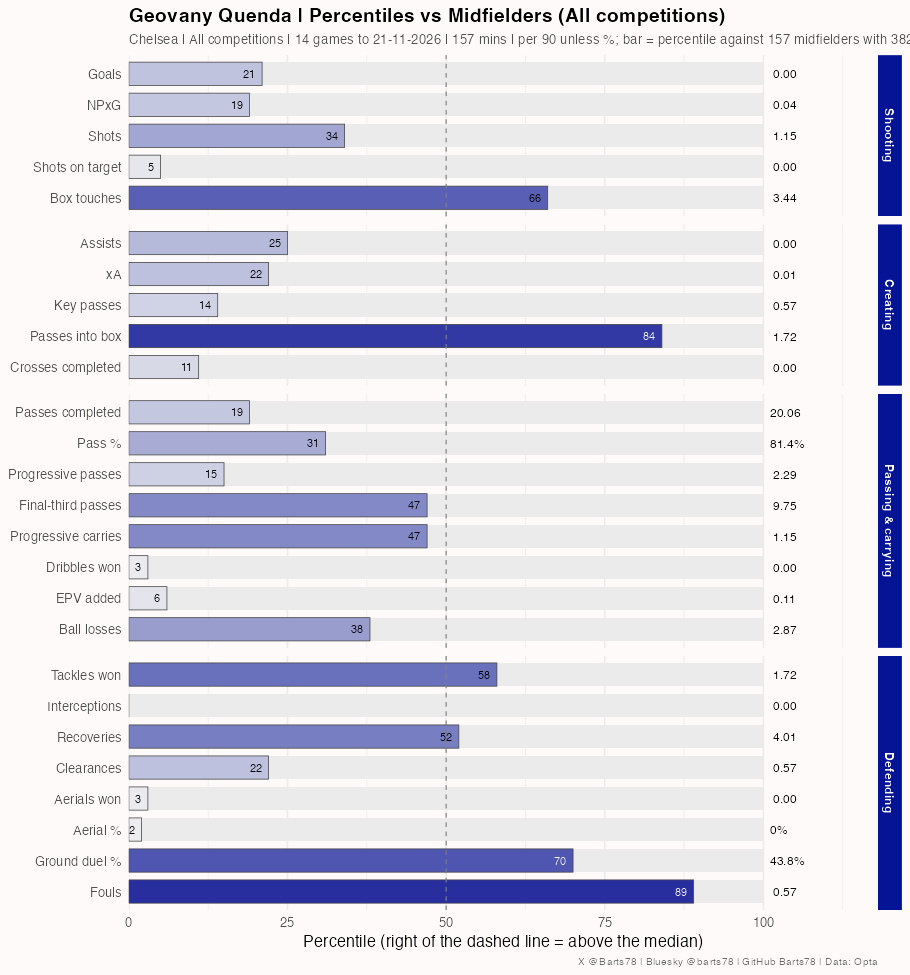 Geovany Quenda | Percentiles vs Midfielders (All competitions)
Chelsea | All competitions | 14 games to 21-11-2026 | 157 mins | per 90 unless %; bar = percentile against 157 midfielders with 382
Goals 21 0.00
NPxG 19 0.04
Shots 34 1.15
Shots on target 5 0.00
Box touches 66 3.44
Shooting
Assists 25 0.00
xA 22 0.01
Key passes 14 0.57
Passes into box 84 1.72
Crosses completed 11 0.00
Creating
Passes completed 19 20.06
Pass % 31 81.4%
Progressive passes 15 2.29
Final-third passes 47 9.75
Progressive carries 47 1.15
Dribbles won 3 0.00
EPV added 6 0.11
Ball losses 38 2.87
Passing & carrying
Tackles won 58 1.72
Interceptions 0.00
Recoveries 52 4.01
Clearances 22 0.57
Aerials won 3 0.00
Aerial % 2 0%
Ground duel % 70 43.8%
Fouls 89 0.57
Defending
0 25 50 75 100
Percentile (right of the dashed line = above the median)
X @Barts78 | Bluesky @barts78 | GitHub Barts78 | Data: Opta